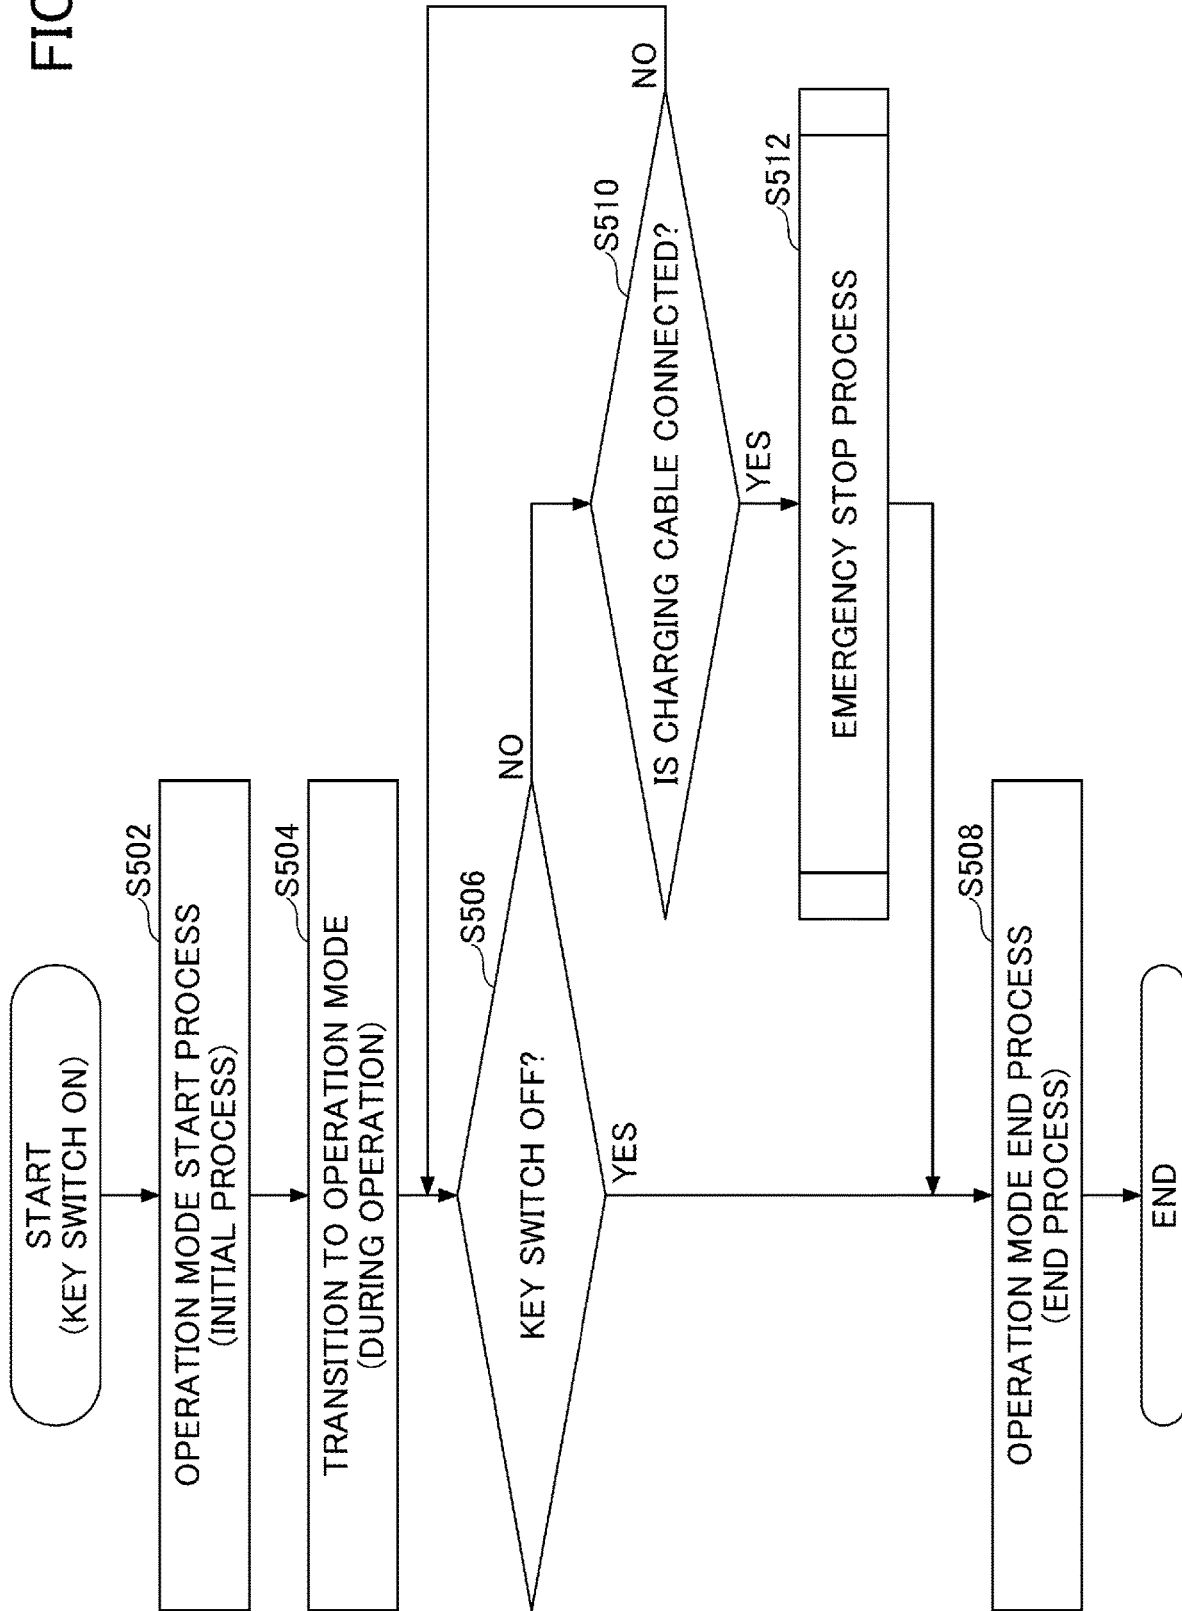 FIG
START
(KEY SWITCH ON)
S502
OPERATION MODE START PROCESS
(INITIAL PROCESS)
S504
TRANSITION TO OPERATION MODE
(DURING OPERATION)
S506
KEY SWITCH OFF?
NO
YES
S510
IS CHARGING CABLE CONNECTED?
NO
YES
S512
EMERGENCY STOP PROCESS
S508
OPERATION MODE END PROCESS
(END PROCESS)
END